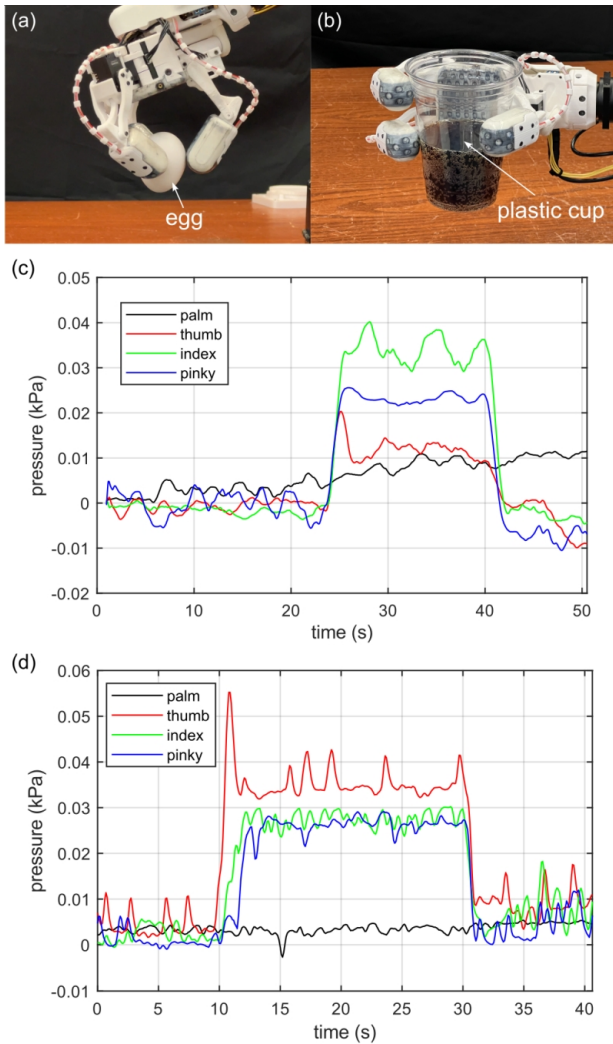 (a)
(b)
egg
plastic cup
(c)
0.05
0.04
0.03
0.02
0.01
0
-0.01
-0.02
pressure (kPa)
palm
thumb
index
pinky
0 10 20 30 40 50
time (s)
(d)
0.06
0.05
0.04
0.03
0.02
0.01
0
-0.01
pressure (kPa)
palm
thumb
index
pinky
0 5 10 15 20 25 30 35 40
time (s)